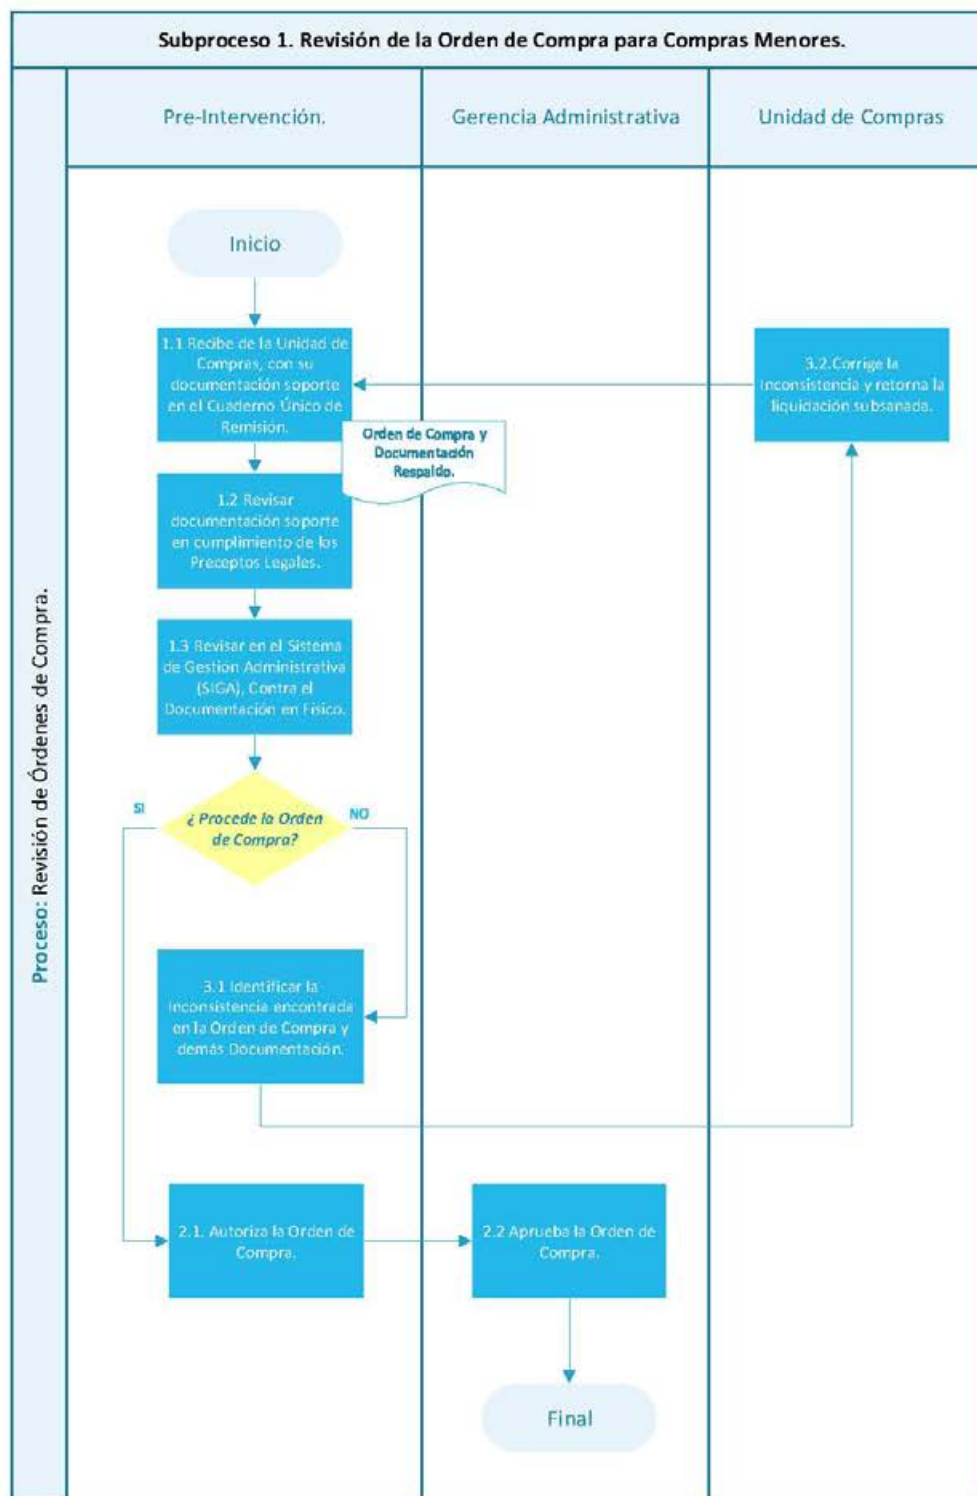 Subproceso 1. Revisión de la Orden de Compra para Compras Menores.
Pre-Intervención.
Gerencia Administrativa
Unidad de Compras
Proceso: Revisión de Órdenes de Compra.
Inicio
1.1 Recibe de la Unidad de
Compras, con su
documentación soporte
en el Cuaderno Único de
Remisión.
3.2.Corrige la
Inconsistencia y retorna la
liquidación subsanada.
Orden de Compra y
Documentación
Respaldo.
1.2 Revisar
documentación soporte
en cumplimiento de los
Preceptos Legales.
1.3 Revisar en el Sistema
de Gestión Administrativa
(SIGA), Contra el
Documentación en Físico.
SI
¿ Procede la Orden
de Compra?
NO
3.1 Identificar la
Inconsistencia encontrada
en la Orden de Compra y
demás Documentación.
2.1. Autoriza la Orden de
Compra.
2.2 Aprueba la Orden de
Compra.
Final